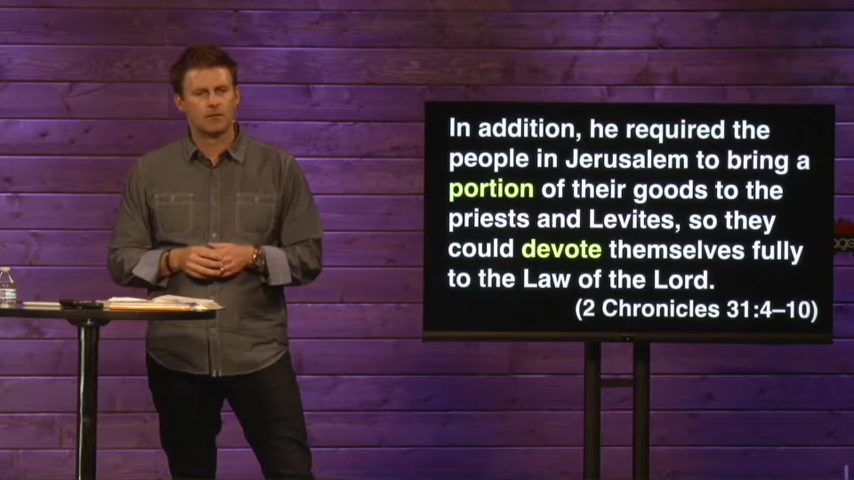 In addition, he required the
people in Jerusalem to bring a
portion of their goods to the
priests and Levites, so they
could devote themselves fully
to the Law of the Lord.
(2 Chronicles 31:4–10)